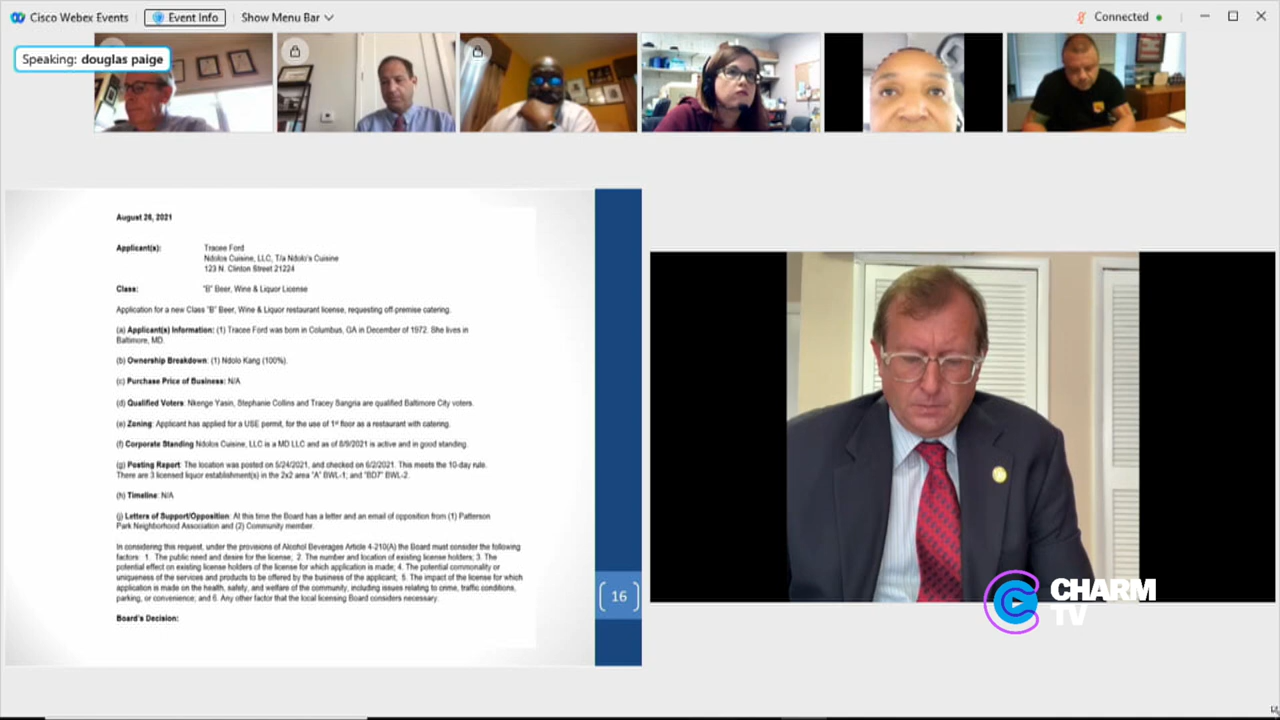 Cisco Webex Events
Event Info
Show Menu Bar
Connected
Speaking: douglas paige
August 26, 2021
Applicant(s): Tracee Ford
Ndolos Cuisine, LLC, T/a Ndolo's Cuisine
123 N. Clinton Street 21224
Class: "B" Beer, Wine & Liquor License
Application for a new Class "B" Beer, Wine & Liquor restaurant license, requesting off-premise catering.
(a) Applicant(s) Information: (1) Tracee Ford was born in Columbus, GA in December of 1972. She lives in
Baltimore, MD.
(b) Ownership Breakdown: (1) Ndolo Kang (100%).
(c) Purchase Price of Business: N/A
(d) Qualified Voters: Nkenge Yasin, Stephanie Collins and Tracey Sangria are qualified Baltimore City voters.
(e) Zoning: Applicant has applied for a USE permit, for the use of 1st floor as a restaurant with catering.
(f) Corporate Standing Ndolos Cuisine, LLC is a MD LLC and as of 8/9/2021 is active and in good standing.
(g) Posting Report: The location was posted on 5/24/2021, and checked on 6/2/2021. This meets the 10-day rule.
There are 3 licensed liquor establishment(s) in the 2x2 area "A" BWL-1; and "BD7" BWL-2.
(h) Timeline: N/A
(j) Letters of Support/Opposition: At this time the Board has a letter and an email of opposition from (1) Patterson
Park Neighborhood Association and (2) Community member.
In considering this request, under the provisions of Alcohol Beverages Article 4-210(A) the Board must consider the following
factors: 1. The public need and desire for the license; 2. The number and location of existing license holders; 3. The
potential effect on existing license holders of the license for which application is made; 4. The potential commonality or
uniqueness of the services and products to be offered by the business of the applicant; 5. The impact of the license for which
application is made on the health, safety, and welfare of the community, including issues relating to crime, traffic conditions,
parking, or convenience; and 6. Any other factor that the local licensing Board considers necessary.
Board's Decision:
16
CHARM
TV